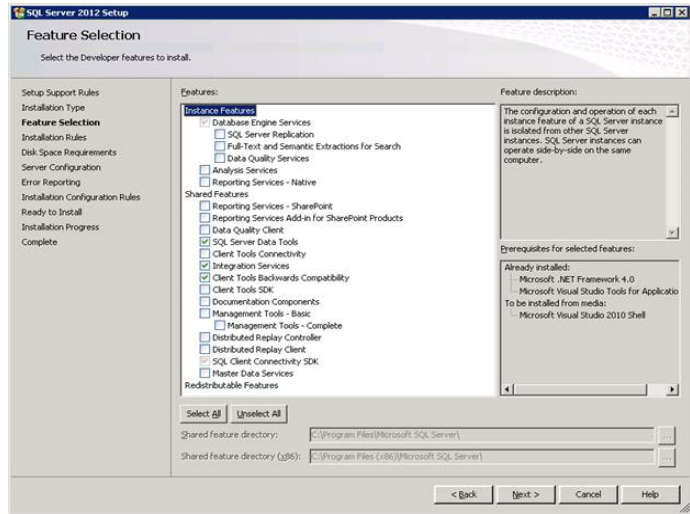 SQL Server 2012 Setup
Feature Selection
Select the Developer features to install.
Setup Support Rules
Installation Type
Feature Selection
Installation Rules
Disk Space Requirements
Server Configuration
Error Reporting
Installation Configuration Rules
Ready to Install
Installation Progress
Complete
Features:
Instance Features
Database Engine Services
SQL Server Replication
Full-Text and Semantic Extractions for Search
Data Quality Services
Analysis Services
Reporting Services - Native
Shared Features
Reporting Services - SharePoint
Reporting Services Add-in for SharePoint Products
Data Quality Client
SQL Server Data Tools
Client Tools Connectivity
Integration Services
Client Tools Backwards Compatibility
Client Tools SDK
Documentation Components
Management Tools - Basic
Management Tools - Complete
Distributed Replay Controller
Distributed Replay Client
SQL Client Connectivity SDK
Master Data Services
Redistributable Features
Feature description:
The configuration and operation of each
instance feature of a SQL Server instance
is isolated from other SQL Server
instances. SQL Server instances can
operate side-by-side on the same
computer.
Prerequisites for selected features:
Already installed:
Microsoft .NET Framework 4.0
Microsoft Visual Studio Tools for Applicatio
To be installed from media:
Microsoft Visual Studio 2010 Shell
Select All
Unselect All
Shared feature directory:
C:\Program Files\Microsoft SQL Server\
...
Shared feature directory (x86):
C:\Program Files (x86)\Microsoft SQL Server\
...
< Back
Next >
Cancel
Help